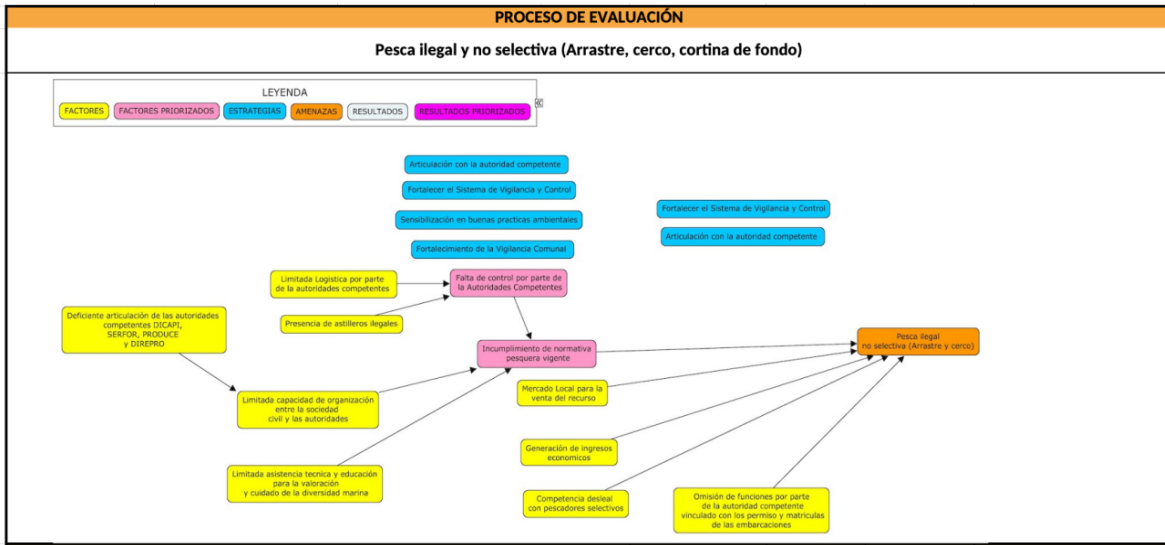 PROCESO DE EVALUACIÓN
Pesca ilegal y no selectiva (Arrastre, cerco, cortina de fondo)
LEYENDA
FACTORES
FACTORES PRIORIZADOS
ESTRATEGIAS
AMENAZAS
RESULTADOS
RESULTADOS PRIORIZADOS
Articulación con la autoridad competente
Fortalecer el Sistema de Vigilancia y Control
Sensibilización en buenas practicas ambientales
Fortalecimiento de la Vigilancia Comunal
Fortalecer el Sistema de Vigilancia y Control
Articulación con la autoridad competente
Limitada Logistica por parte
de la autoridades competentes
Falta de control por parte de
la Autoridades Competentes
Presencia de astilleros ilegales
Deficiente articulación de las autoridades
competentes DICAPI,
SERFOR, PRODUCE
y DIREPRO
Incumplimiento de normativa
pesquera vigente
Pesca ilegal
no selectiva (Arrastre y cerco)
Mercado Local para la
venta del recurso
Limitada capacidad de organización
entre la sociedad
civil y las autoridades
Generación de ingresos
economicos
Limitada asistencia tecnica y educación
para la valoración
y cuidado de la diversidad marina
Competencia desleal
con pescadores selectivos
Omisión de funciones por parte
de la autoridad competente
vinculado con los permiso y matriculas
de las embarcaciones